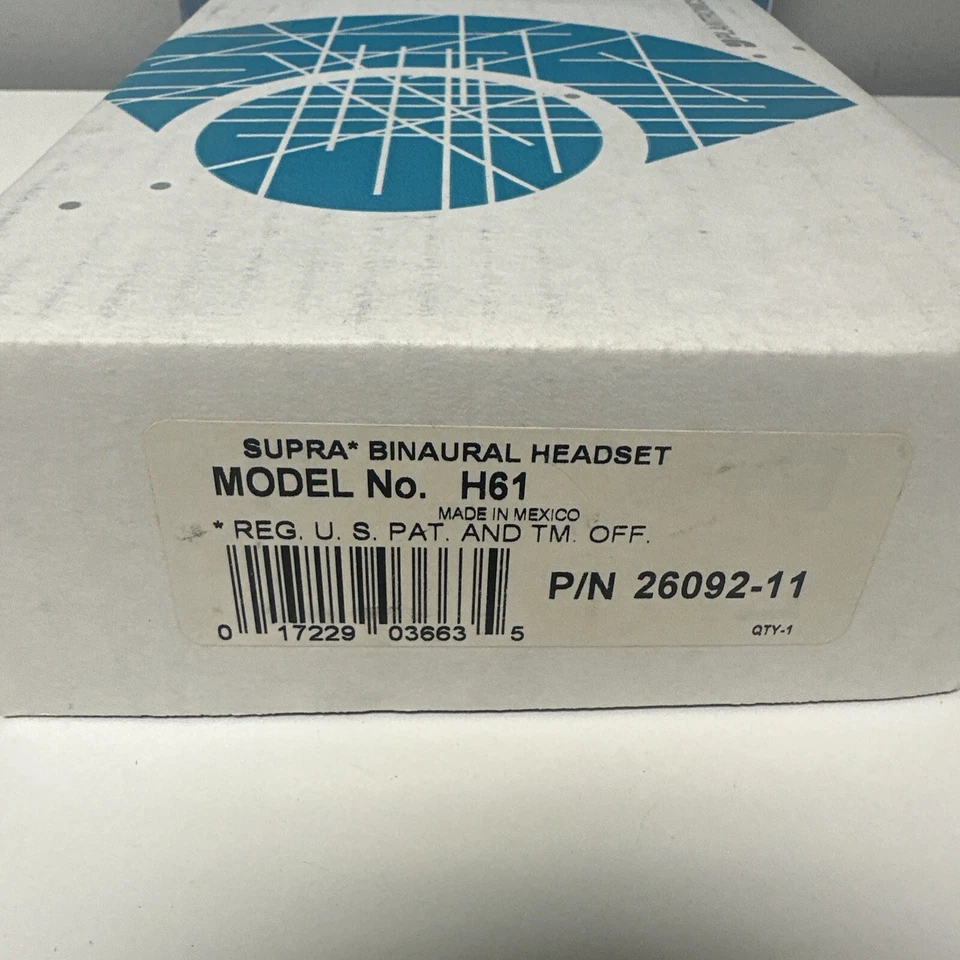 SUPRA* BINAURAL HEADSET
MODEL No. H61
MADE IN MEXICO
* REG. U. S. PAT. AND TM. OFF.
P/N 26092-11
0 17229 03663 5
QTY-1